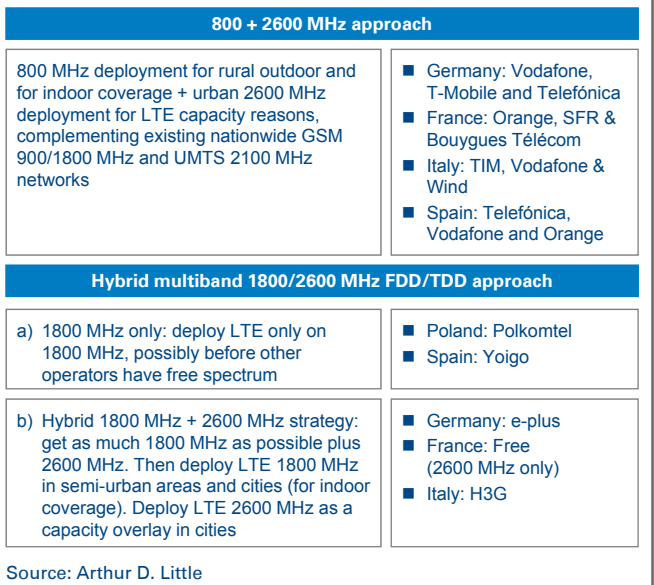 800 + 2600 MHz approach
800 MHz deployment for rural outdoor and
for indoor coverage + urban 2600 MHz
deployment for LTE capacity reasons,
complementing existing nationwide GSM
900/1800 MHz and UMTS 2100 MHz
networks
■ Germany: Vodafone,
T-Mobile and Telefónica
■ France: Orange, SFR &
Bouygues Télécom
■ Italy: TIM, Vodafone &
Wind
■ Spain: Telefónica,
Vodafone and Orange
Hybrid multiband 1800/2600 MHz FDD/TDD approach
a) 1800 MHz only: deploy LTE only on
1800 MHz, possibly before other
operators have free spectrum
■ Poland: Polkomtel
■ Spain: Yoigo
b) Hybrid 1800 MHz + 2600 MHz strategy:
get as much 1800 MHz as possible plus
2600 MHz. Then deploy LTE 1800 MHz
in semi-urban areas and cities (for indoor
coverage). Deploy LTE 2600 MHz as a
capacity overlay in cities
■ Germany: e-plus
■ France: Free
(2600 MHz only)
■ Italy: H3G
Source: Arthur D. Little